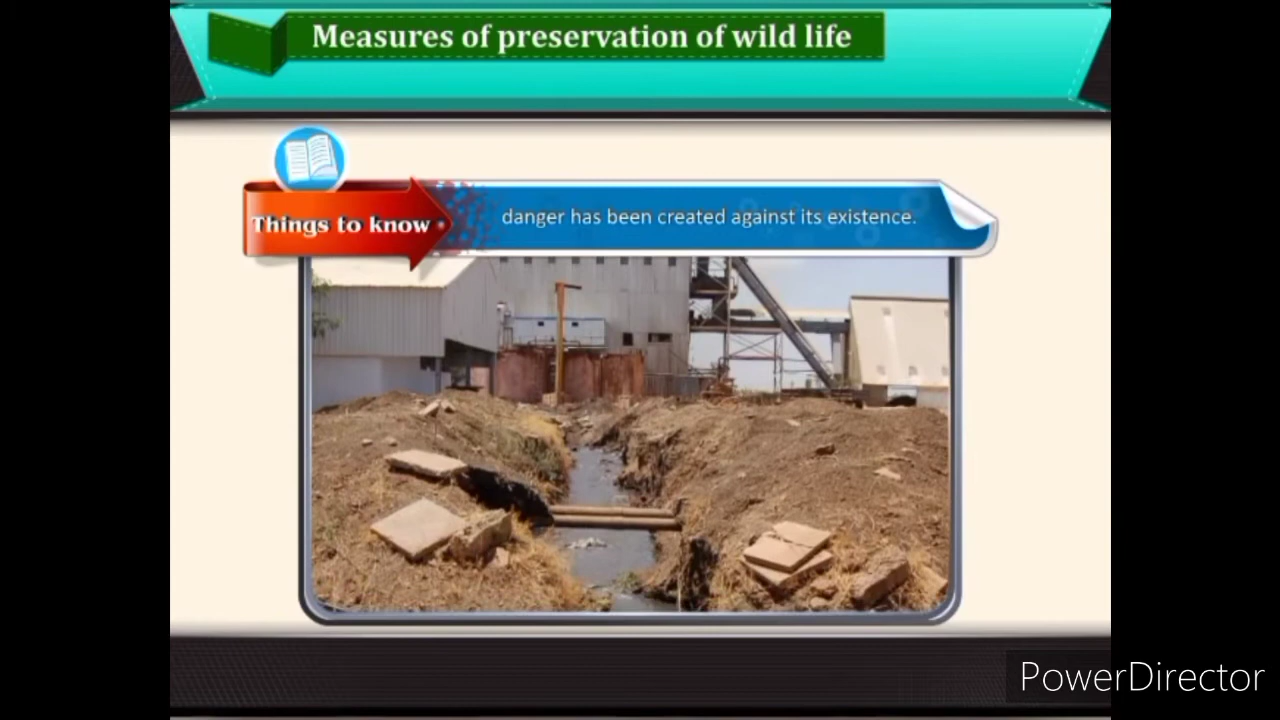 Measures of preservation of wild life
Things to know
danger has been created against its existence.
PowerDirector